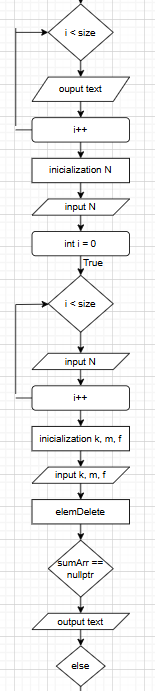 i < size
ouput text
i++
inicialization N
input N
int i = 0
True
i < size
input N
i++
inicialization k, m, f
input k, m, f
elemDelete
sumArr ==
nullptr
output text
else